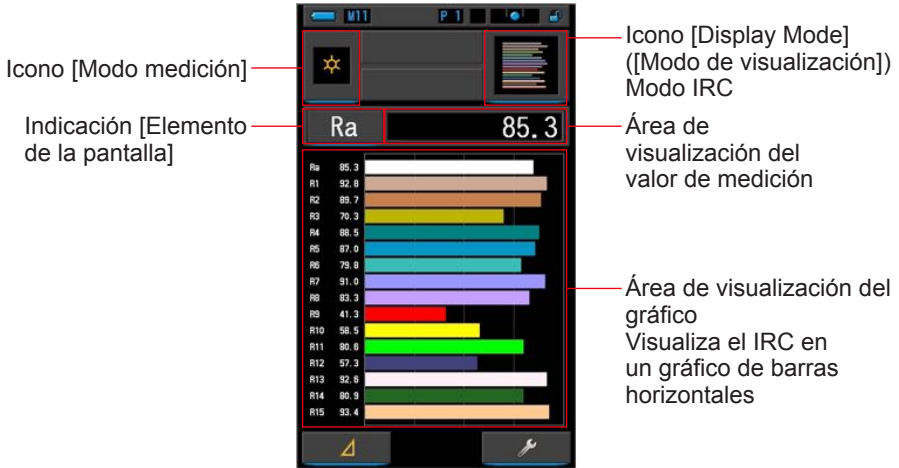 Icono [Modo medición]
Indicación [Elemento
de la pantalla]
M11 P 1
Ra 85.3
Ra 85.3
R1 92.8
R2 89.7
R3 70.3
R4 88.5
R5 87.0
R6 79.8
R7 91.0
R8 83.3
R9 41.3
R10 58.5
R11 80.6
R12 57.3
R13 92.6
R14 80.9
R15 93.4
Icono [Display Mode]
([Modo de visualización])
Modo IRC
Área de
visualización del
valor de medición
Área de visualización del
gráfico
Visualiza el IRC en
un gráfico de barras
horizontales